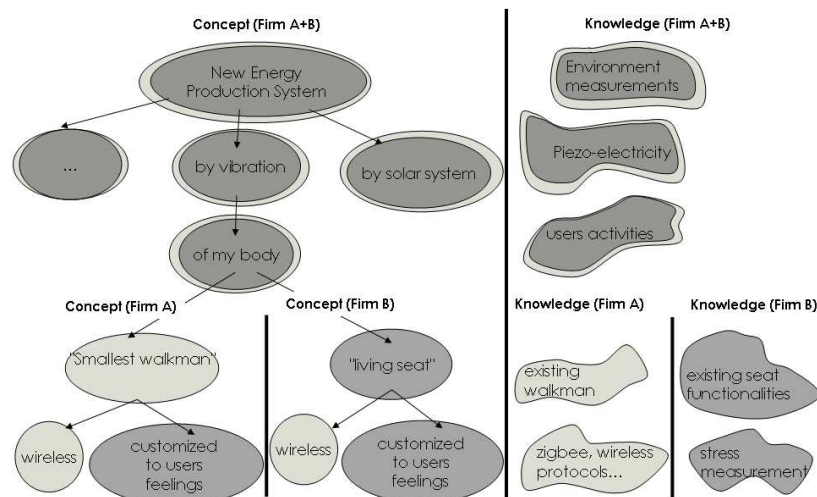 Concept (Firm A+B)
New Energy
Production System
...
by vibration
by solar system
of my body
Concept (Firm A)
Concept (Firm B)
"Smallest walkman"
"living seat"
wireless
customized
to users
feelings
wireless
customized
to users
feelings
Knowledge (Firm A+B)
Environment
measurements
Piezo-electricity
users activities
Knowledge (Firm A)
Knowledge (Firm B)
existing
walkman
existing seat
functionalities
zigbee, wireless
protocols...
stress
measurement